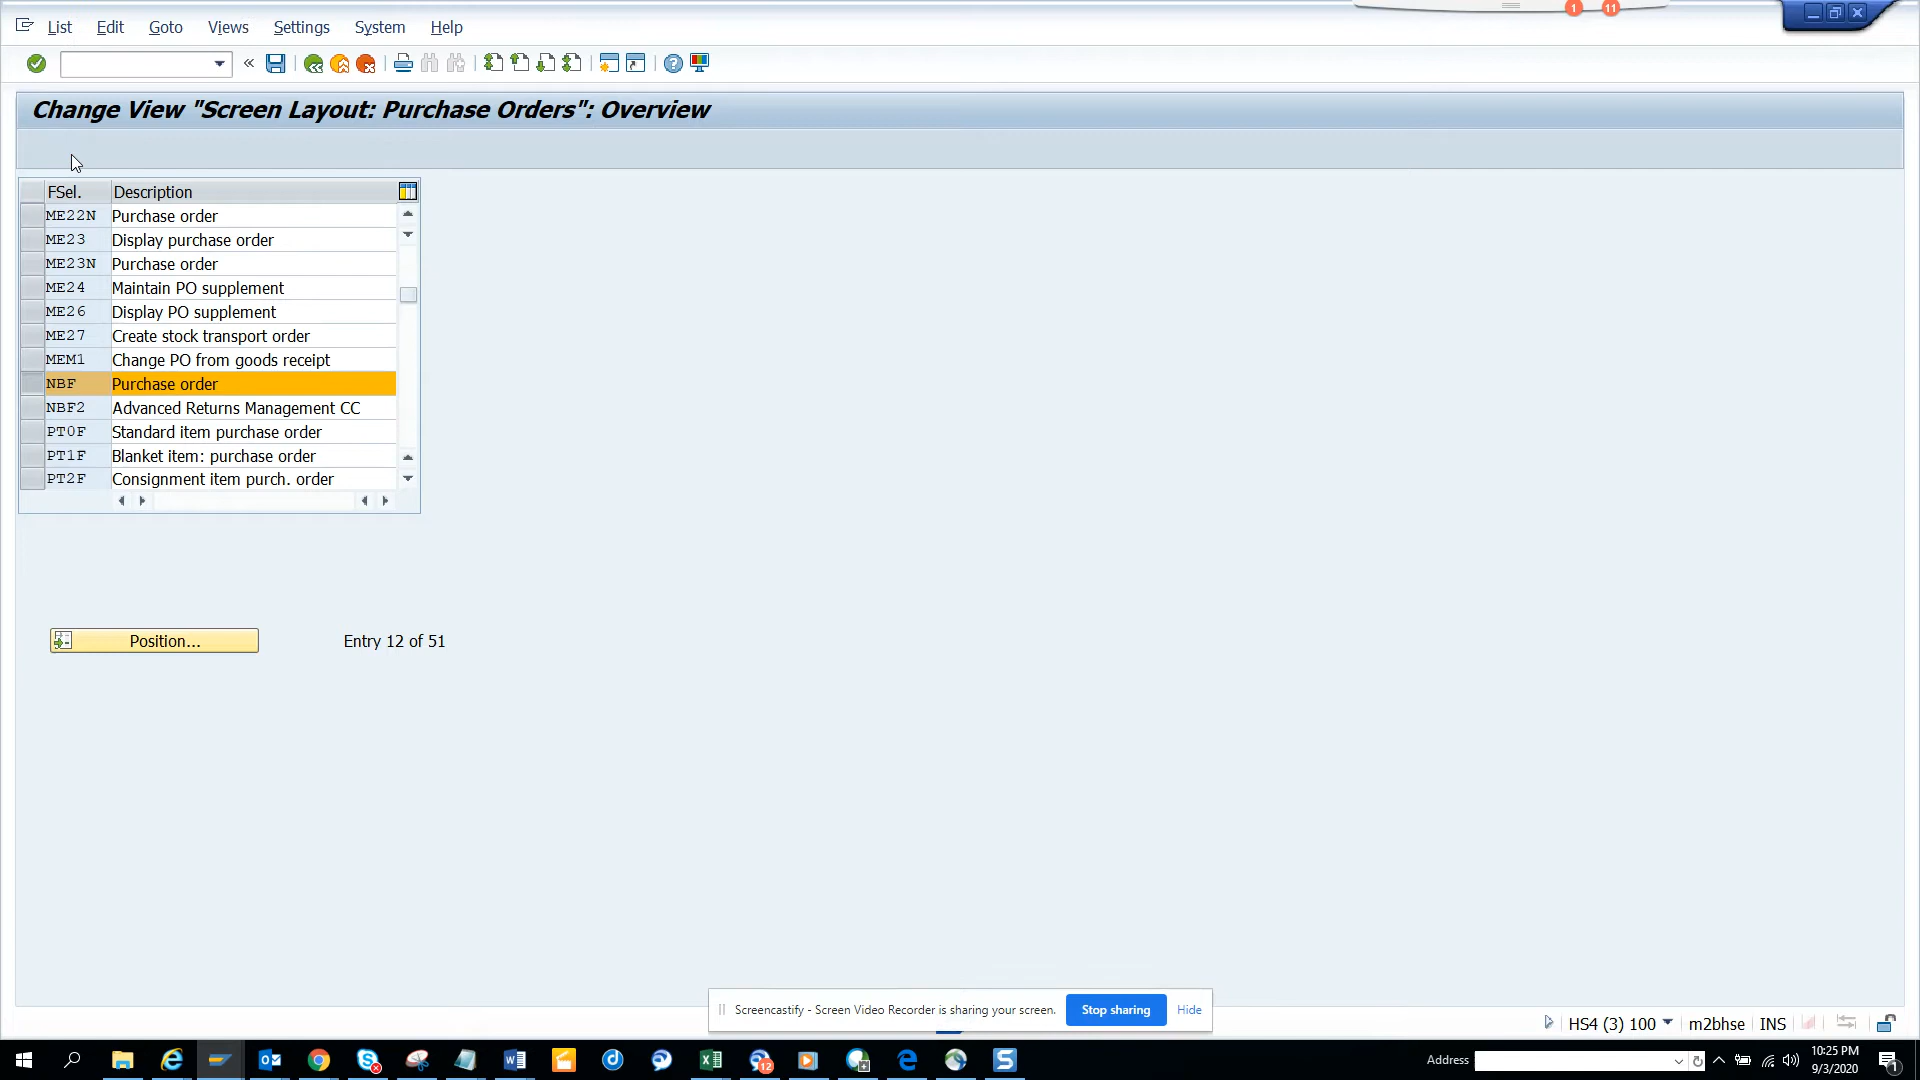 List Edit Goto Views Settings System Help
1 11
Change View "Screen Layout: Purchase Orders": Overview
FSel. Description
ME22N Purchase order
ME23 Display purchase order
ME23N Purchase order
ME24 Maintain PO supplement
ME26 Display PO supplement
ME27 Create stock transport order
MEM1 Change PO from goods receipt
NBF Purchase order
NBF2 Advanced Returns Management CC
PT0F Standard item purchase order
PT1F Blanket item: purchase order
PT2F Consignment item purch. order
Position... Entry 12 of 51
Screencastify - Screen Video Recorder is sharing your screen. Stop sharing Hide
HS4 (3) 100 m2bhse INS
12 Address 10:25 PM
9/3/2020 1